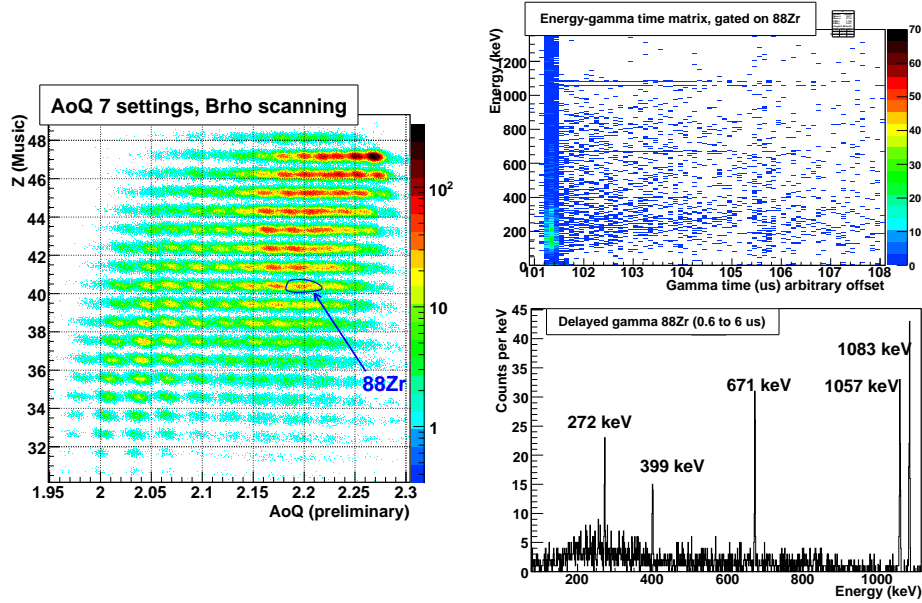 AoQ 7 settings, Brho scanning
Z (Music)
48
46
44
42
40
38
36
34
32
1.95 2 2.05 2.1 2.15 2.2 2.25 2.3
AoQ (preliminary)
88Zr
10²
10
1
Energy-gamma time matrix, gated on 88Zr
Energy (keV)
1200
1000
800
600
400
200
0
101 102 103 104 105 106 107 108
Gamma time (us) arbitrary offset
70
60
50
40
30
20
10
0
Delayed gamma 88Zr (0.6 to 6 us)
Counts per keV
45
40
35
30
25
20
15
10
5
0
272 keV
399 keV
671 keV
1057 keV
1083 keV
200 400 600 800 1000
Energy (keV)